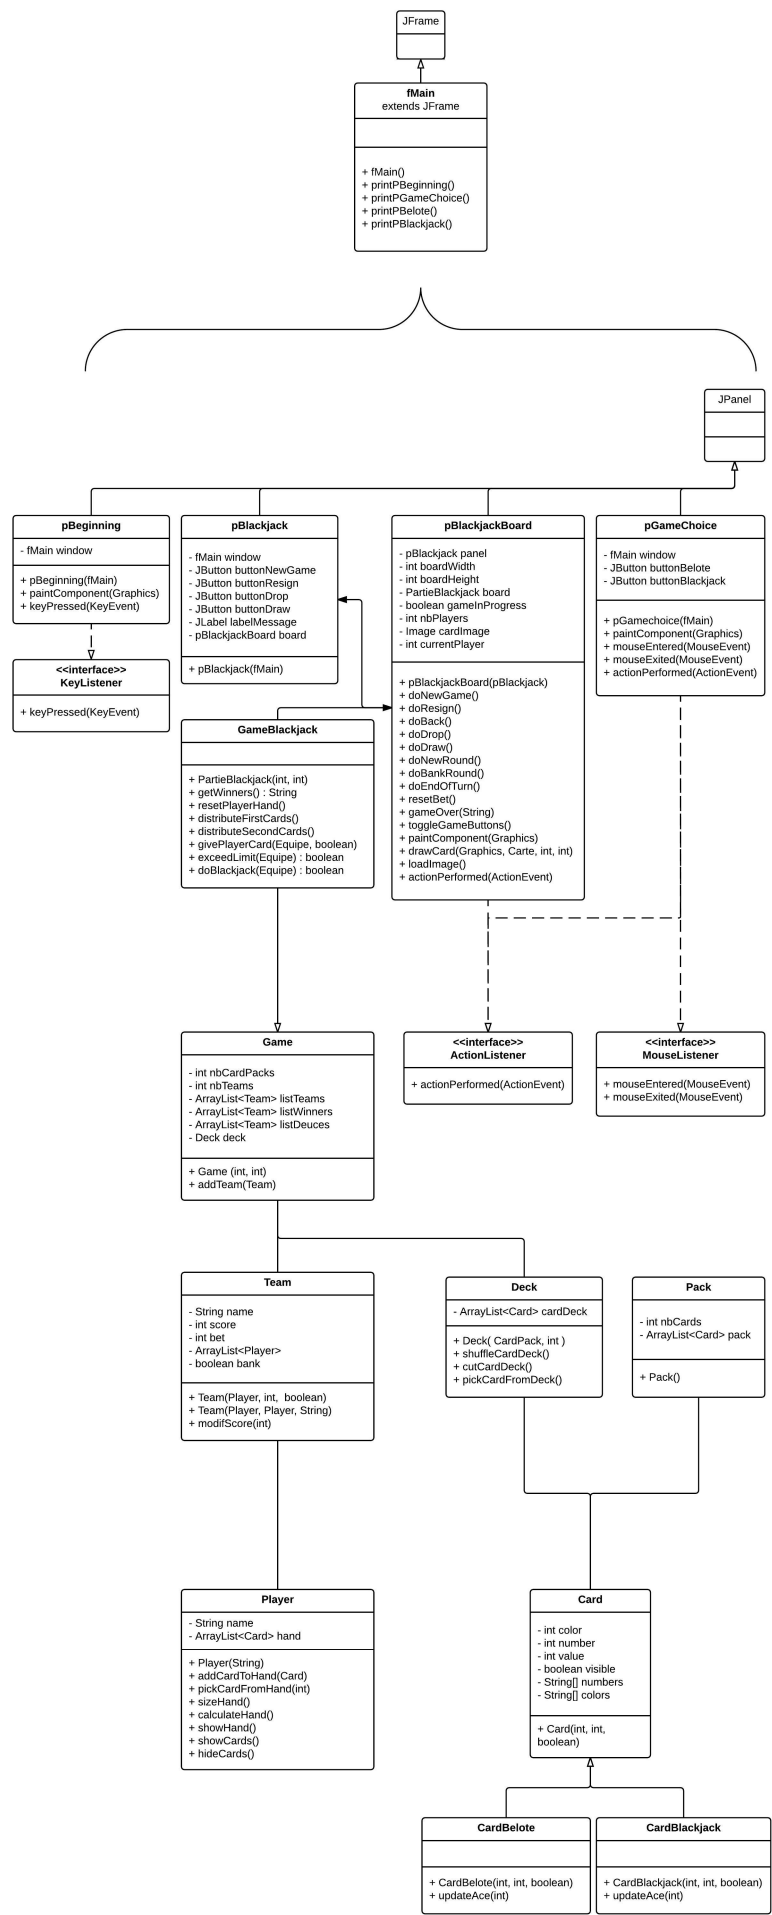 JFrame
fMain
extends JFrame
+ fMain()
+ printPBeginning()
+ printPGameChoice()
+ printPBelote()
+ printPBlackjack()
JPanel
pBeginning
- fMain window
+ pBeginning(fMain)
+ paintComponent(Graphics)
+ keyPressed(KeyEvent)
<<interface>>
KeyListener
+ keyPressed(KeyEvent)
pBlackjack
- fMain window
- JButton buttonNewGame
- JButton buttonResign
- JButton buttonDrop
- JButton buttonDraw
- JLabel labelMessage
- pBlackjackBoard board
+ pBlackjack(fMain)
pBlackjackBoard
- pBlackjack panel
- int boardWidth
- int boardHeight
- PartieBlackjack board
- boolean gameInProgress
- int nbPlayers
- Image cardImage
- int currentPlayer
+ pBlackjackBoard(pBlackjack)
+ doNewGame()
+ doResign()
+ doBack()
+ doDrop()
+ doDraw()
+ doNewRound()
+ doBankRound()
+ doEndOfTurn()
+ resetBet()
+ gameOver(String)
+ toggleGameButtons()
+ paintComponent(Graphics)
+ drawCard(Graphics, Carte, int, int)
+ loadImage()
+ actionPerformed(ActionEvent)
pGameChoice
- fMain window
- JButton buttonBelote
- JButton buttonBlackjack
+ pGamechoice(fMain)
+ paintComponent(Graphics)
+ mouseEntered(MouseEvent)
+ mouseExited(MouseEvent)
+ actionPerformed(ActionEvent)
GameBlackjack
+ PartieBlackjack(int, int)
+ getWinners() : String
+ resetPlayerHand()
+ distributeFirstCards()
+ distributeSecondCards()
+ givePlayerCard(Equipe, boolean)
+ exceedLimit(Equipe) : boolean
+ doBlackjack(Equipe) : boolean
Game
- int nbCardPacks
- int nbTeams
- ArrayList<Team> listTeams
- ArrayList<Team> listWinners
- ArrayList<Team> listDeuces
- Deck deck
+ Game (int, int)
+ addTeam(Team)
<<interface>>
ActionListener
+ actionPerformed(ActionEvent)
<<interface>>
MouseListener
+ mouseEntered(MouseEvent)
+ mouseExited(MouseEvent)
Team
- String name
- int score
- int bet
- ArrayList<Player>
- boolean bank
+ Team(Player, int, boolean)
+ Team(Player, Player, String)
+ modifScore(int)
Deck
- ArrayList<Card> cardDeck
+ Deck( CardPack, int )
+ shuffleCardDeck()
+ cutCardDeck()
+ pickCardFromDeck()
Pack
- int nbCards
- ArrayList<Card> pack
+ Pack()
Player
- String name
- ArrayList<Card> hand
+ Player(String)
+ addCardToHand(Card)
+ pickCardFromHand(int)
+ sizeHand()
+ calculateHand()
+ showHand()
+ showCards()
+ hideCards()
Card
- int color
- int number
- int value
- boolean visible
- String[] numbers
- String[] colors
+ Card(int, int,
boolean)
CardBelote
+ CardBelote(int, int, boolean)
+ updateAce(int)
CardBlackjack
+ CardBlackjack(int, int, boolean)
+ updateAce(int)